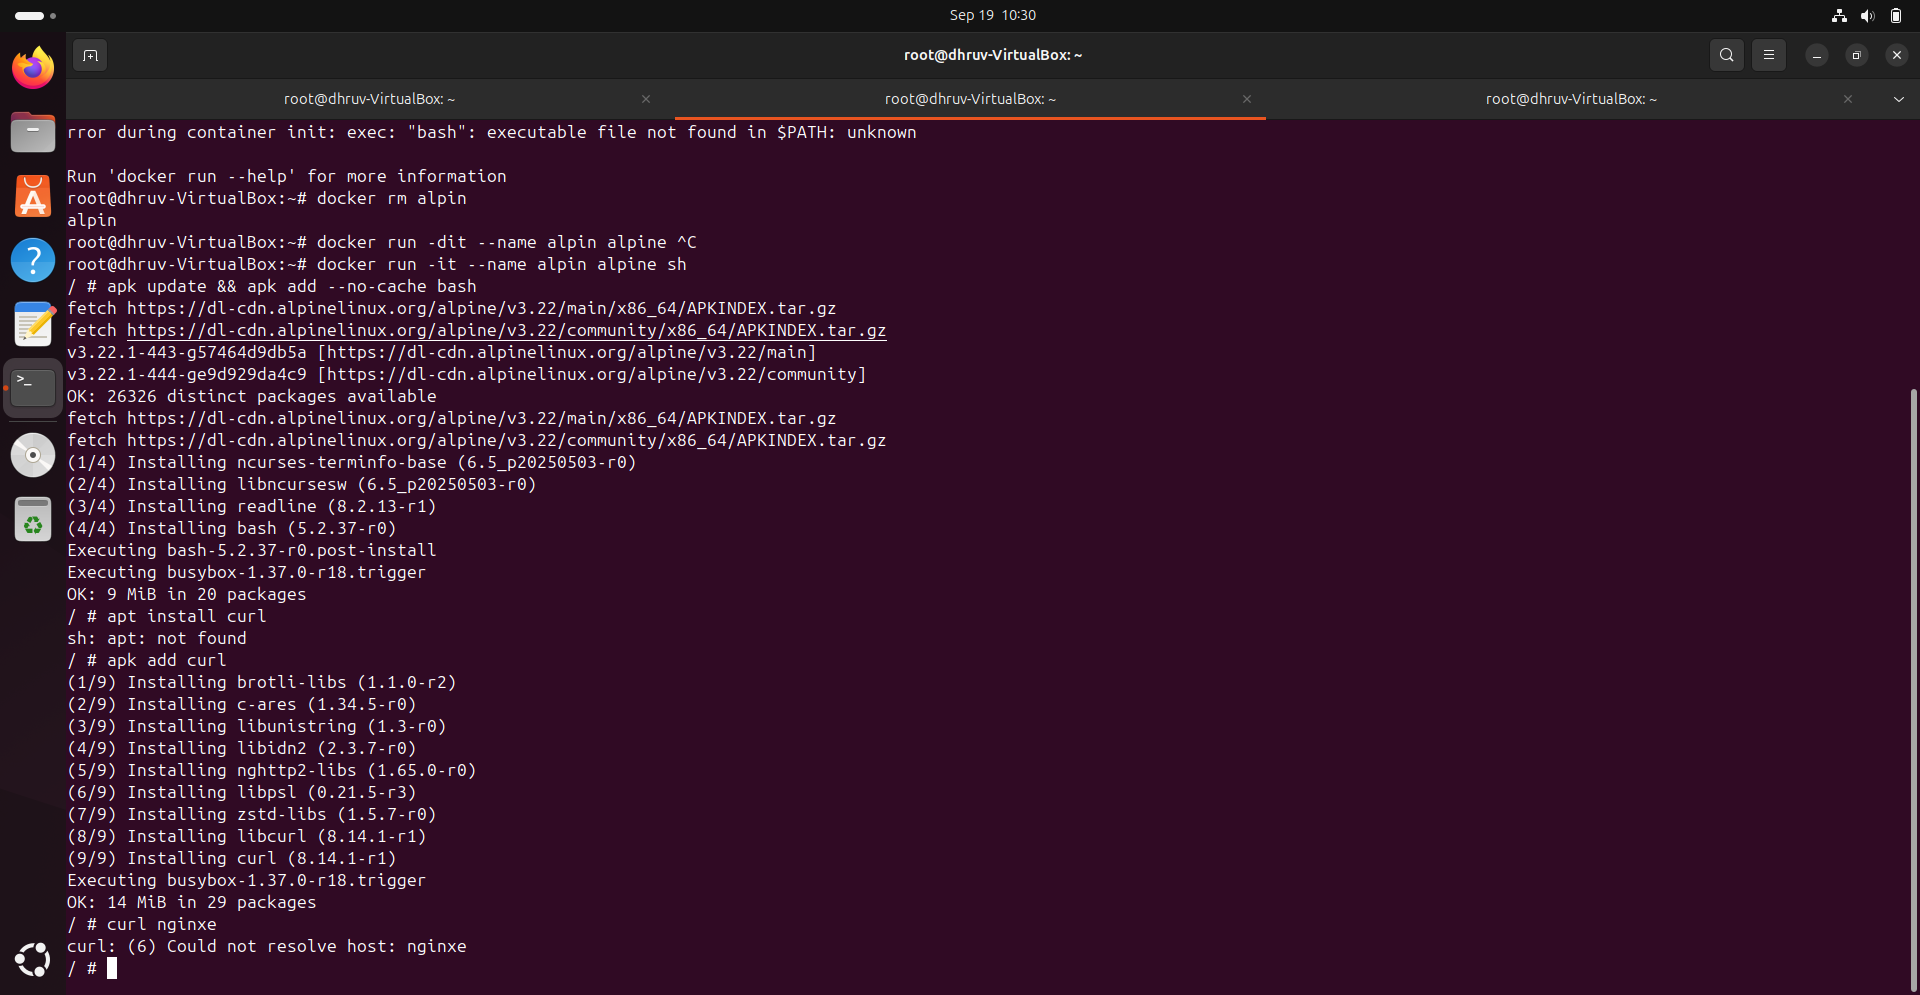 Sep 19 10:30
root@dhruv-VirtualBox: ~
root@dhruv-VirtualBox: ~
root@dhruv-VirtualBox: ~
root@dhruv-VirtualBox: ~
rror during container init: exec: "bash": executable file not found in $PATH: unknown
Run 'docker run --help' for more information
root@dhruv-VirtualBox:~# docker rm alpin
alpin
root@dhruv-VirtualBox:~# docker run -dit --name alpin alpine ^C
root@dhruv-VirtualBox:~# docker run -it --name alpin alpine sh
/ # apk update && apk add --no-cache bash
fetch https://dl-cdn.alpinelinux.org/alpine/v3.22/main/x86_64/APKINDEX.tar.gz
fetch https://dl-cdn.alpinelinux.org/alpine/v3.22/community/x86_64/APKINDEX.tar.gz
v3.22.1-443-g57464d9db5a [https://dl-cdn.alpinelinux.org/alpine/v3.22/main]
v3.22.1-444-ge9d929da4c9 [https://dl-cdn.alpinelinux.org/alpine/v3.22/community]
OK: 26326 distinct packages available
fetch https://dl-cdn.alpinelinux.org/alpine/v3.22/main/x86_64/APKINDEX.tar.gz
fetch https://dl-cdn.alpinelinux.org/alpine/v3.22/community/x86_64/APKINDEX.tar.gz
(1/4) Installing ncurses-terminfo-base (6.5_p20250503-r0)
(2/4) Installing libncursesw (6.5_p20250503-r0)
(3/4) Installing readline (8.2.13-r1)
(4/4) Installing bash (5.2.37-r0)
Executing bash-5.2.37-r0.post-install
Executing busybox-1.37.0-r18.trigger
OK: 9 MiB in 20 packages
/ # apt install curl
sh: apt: not found
/ # apk add curl
(1/9) Installing brotli-libs (1.1.0-r2)
(2/9) Installing c-ares (1.34.5-r0)
(3/9) Installing libunistring (1.3-r0)
(4/9) Installing libidn2 (2.3.7-r0)
(5/9) Installing nghttp2-libs (1.65.0-r0)
(6/9) Installing libpsl (0.21.5-r3)
(7/9) Installing zstd-libs (1.5.7-r0)
(8/9) Installing libcurl (8.14.1-r1)
(9/9) Installing curl (8.14.1-r1)
Executing busybox-1.37.0-r18.trigger
OK: 14 MiB in 29 packages
/ # curl nginxe
curl: (6) Could not resolve host: nginxe
/ #